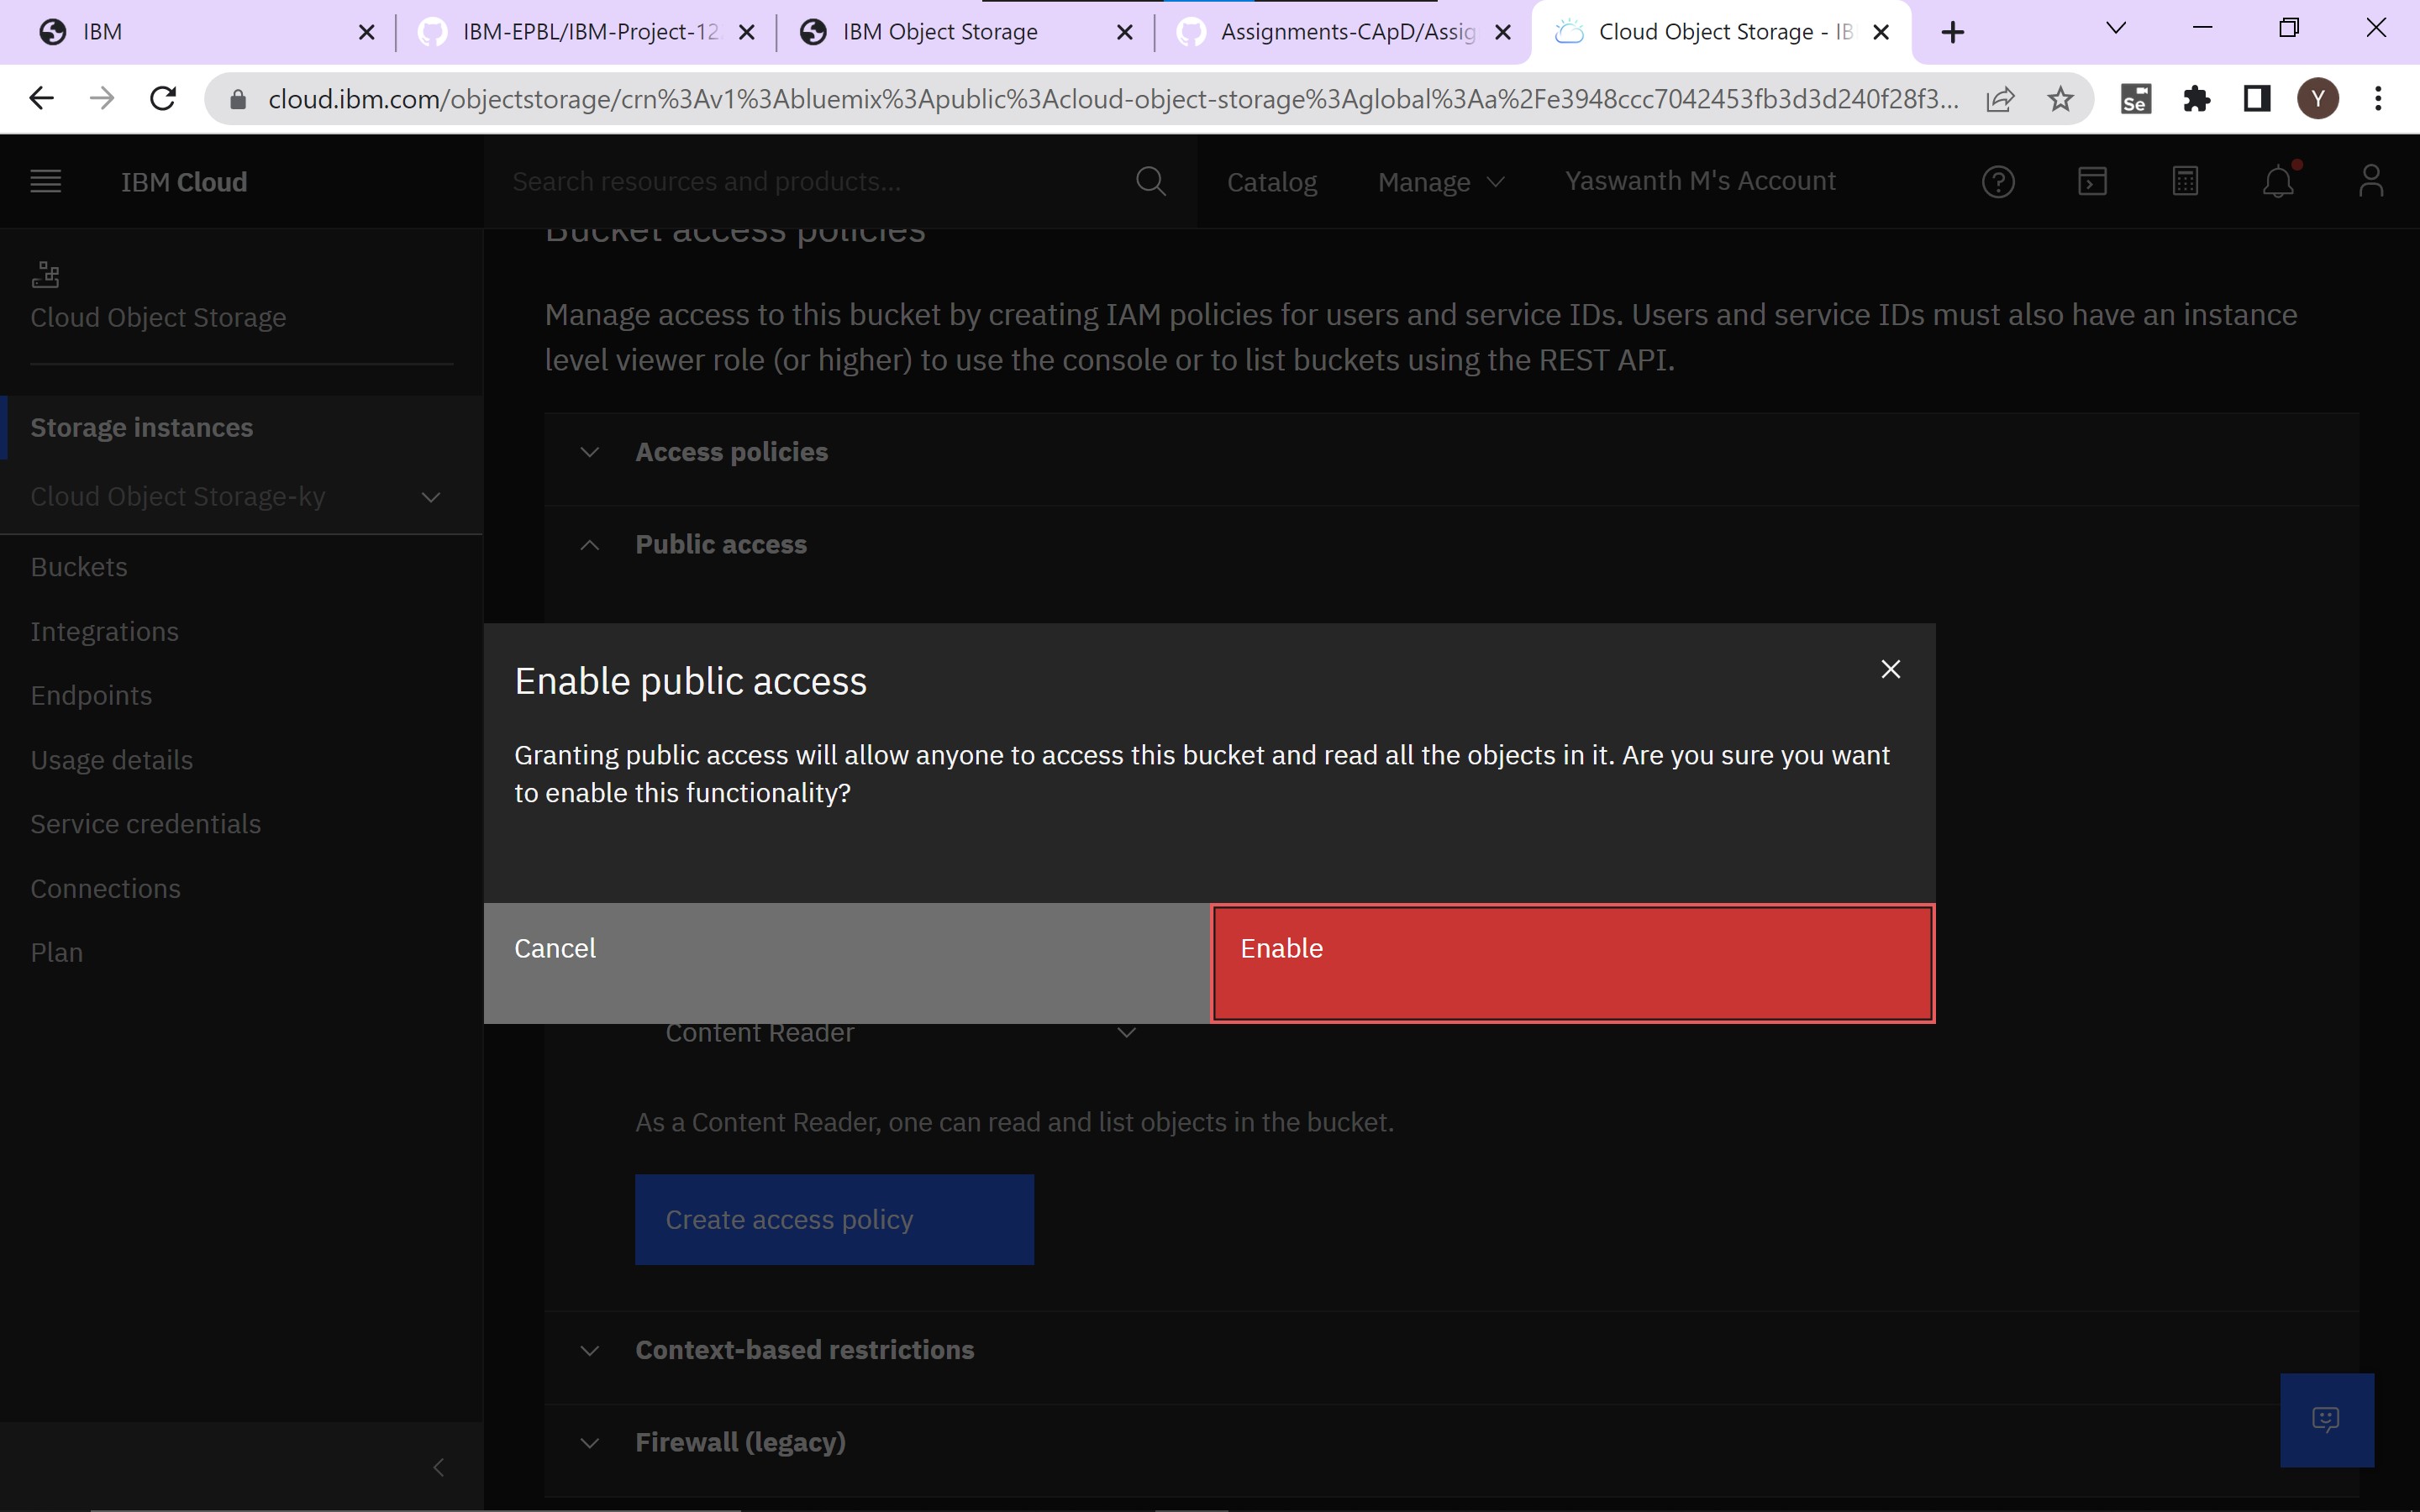 IBM
IBM-EPBL/IBM-Project-12
IBM Object Storage
Assignments-CApD/Assig
Cloud Object Storage - IB
cloud.ibm.com/objectstorage/crn%3Av1%3Abluemix%3Apublic%3Acloud-object-storage%3Aglobal%3Aa%2Fe3948ccc7042453fb3d3d240f28f3...
Se
Y
IBM Cloud
Search resources and products...
Catalog
Manage
Yaswanth M's Account
Cloud Object Storage
Storage instances
Cloud Object Storage-ky
Buckets
Integrations
Endpoints
Usage details
Service credentials
Connections
Plan
Bucket access policies
Manage access to this bucket by creating IAM policies for users and service IDs. Users and service IDs must also have an instance
level viewer role (or higher) to use the console or to list buckets using the REST API.
Access policies
Public access
Enable public access
Granting public access will allow anyone to access this bucket and read all the objects in it. Are you sure you want
to enable this functionality?
Cancel
Enable
Content Reader
As a Content Reader, one can read and list objects in the bucket.
Create access policy
Context-based restrictions
Firewall (legacy)